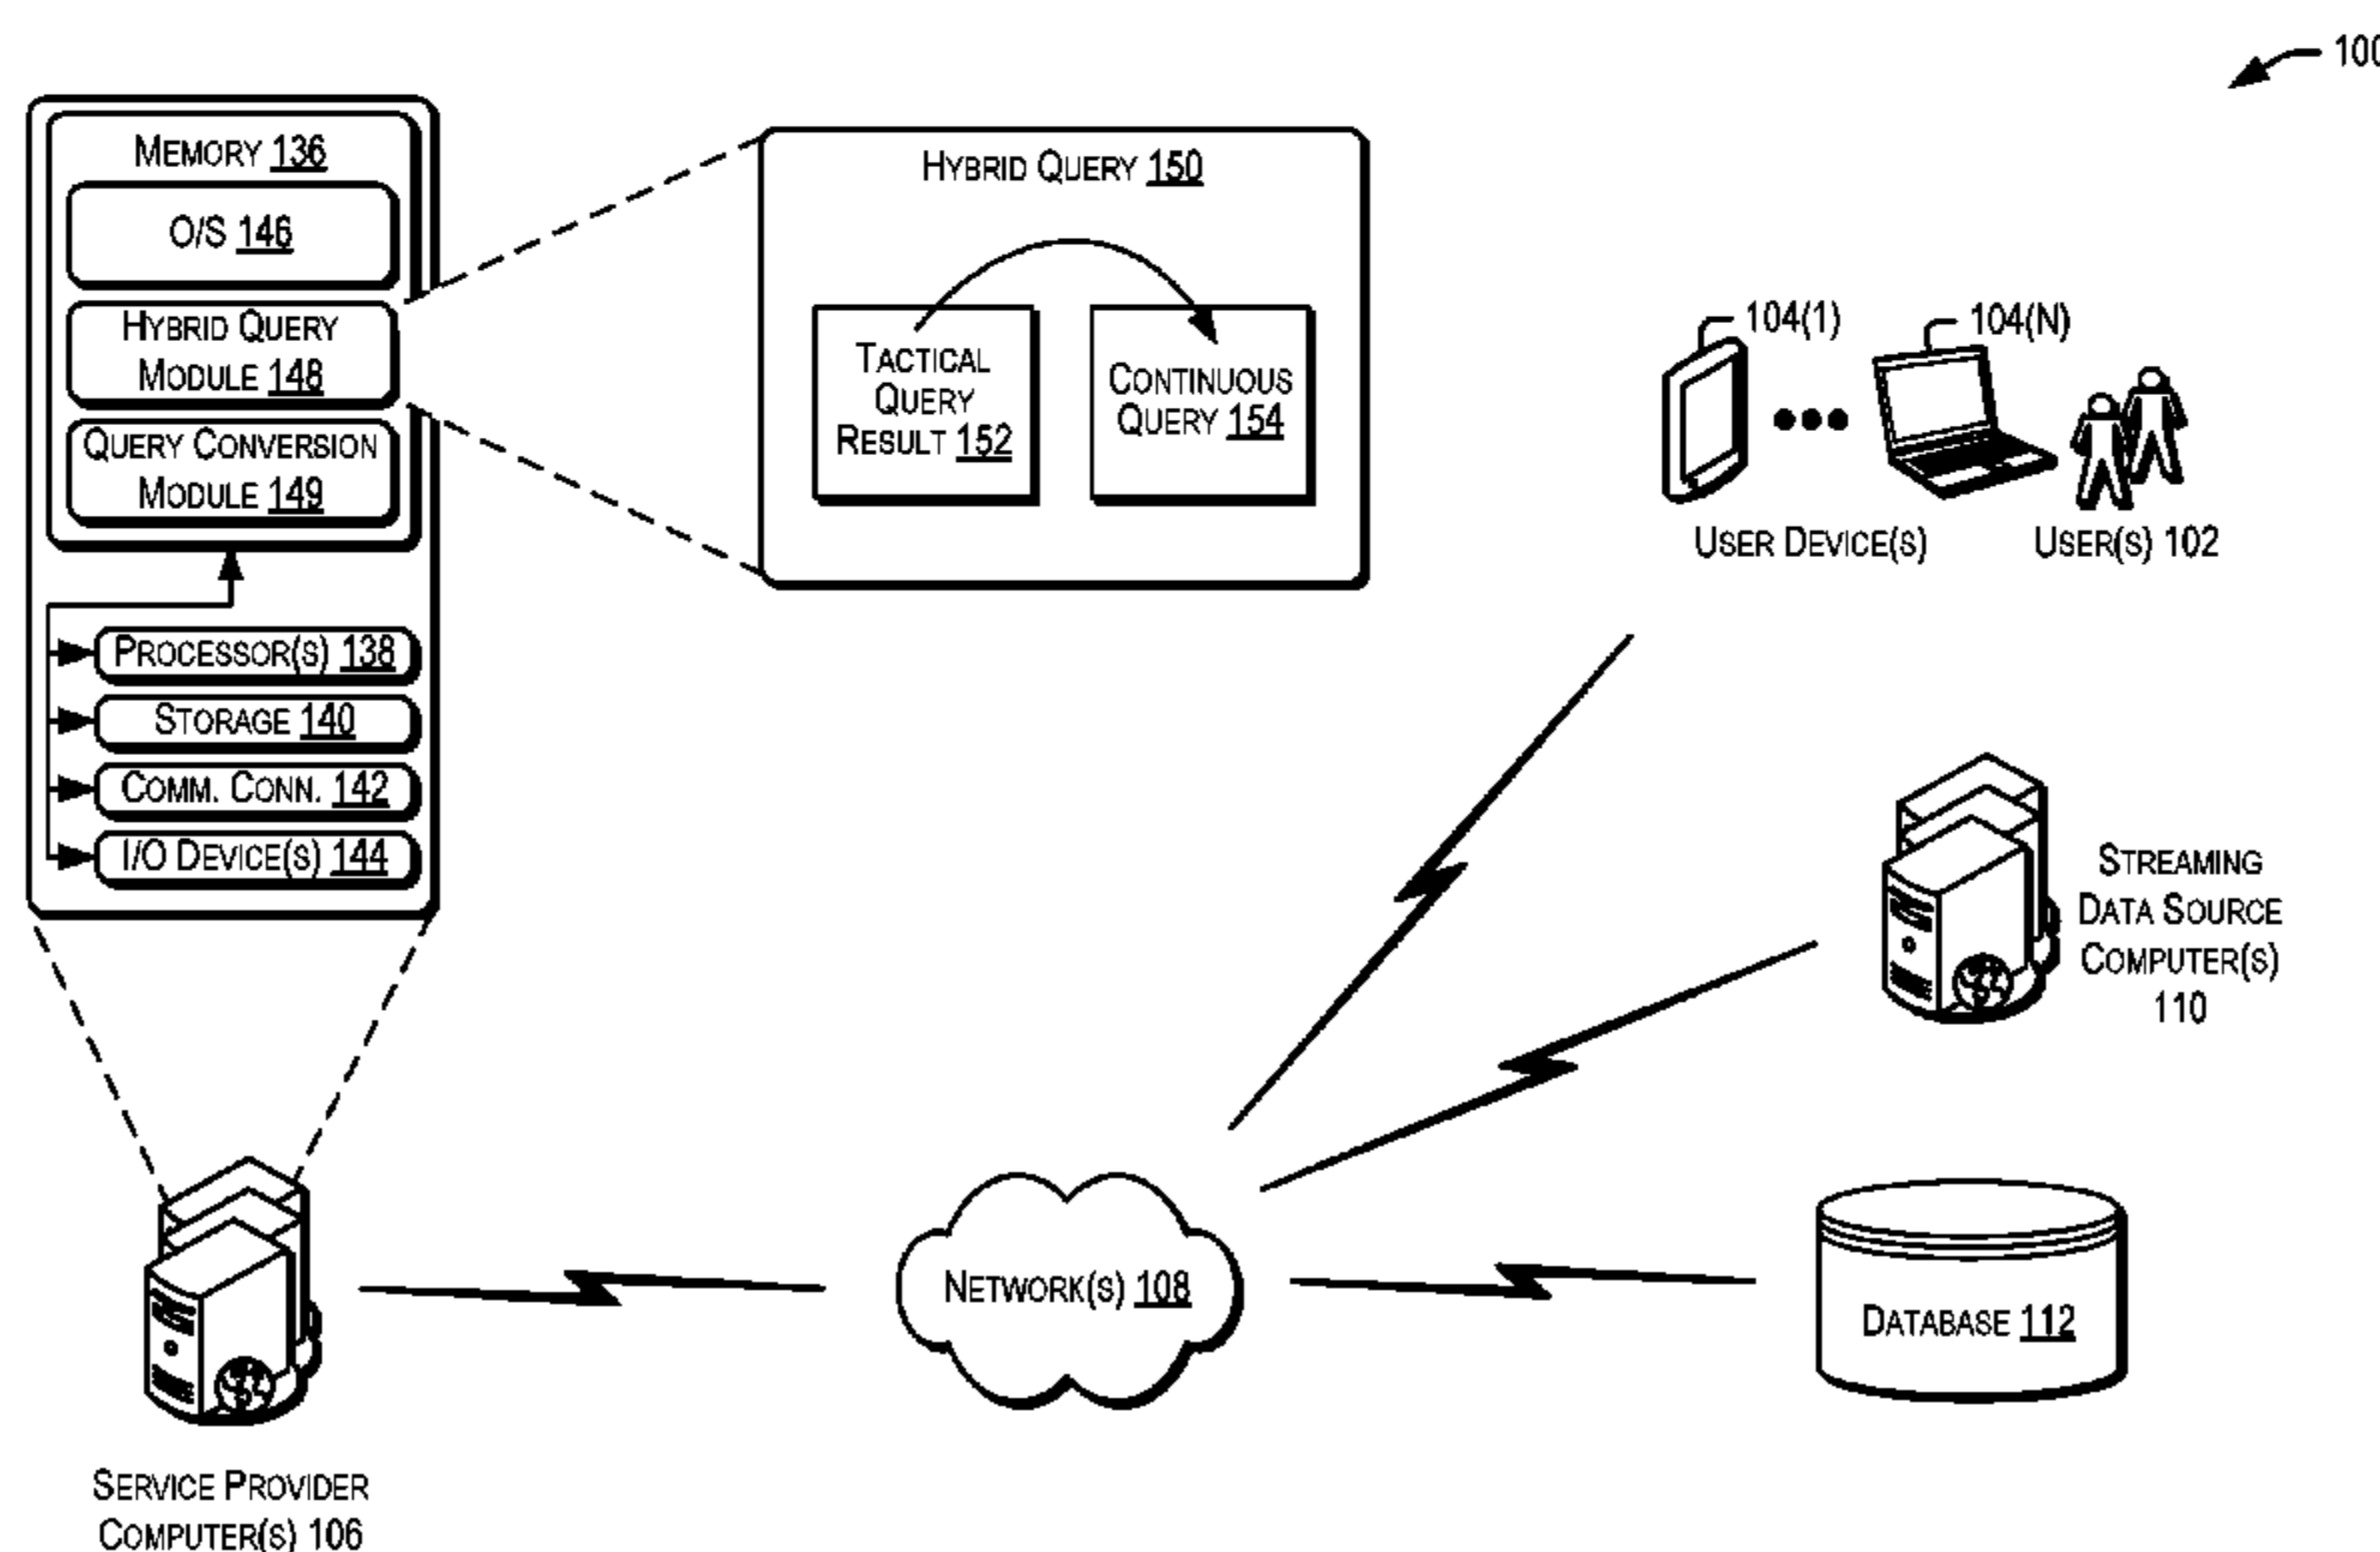 100
MEMORY 136
O/S 146
HYBRID QUERY
MODULE 148
QUERY CONVERSION
MODULE 149
PROCESSOR(S) 138
STORAGE 140
COMM. CONN. 142
I/O DEVICE(S) 144
HYBRID QUERY 150
TACTICAL
QUERY
RESULT 152
CONTINUOUS
QUERY 154
104(1)
104(N)
USER DEVICE(S)
USER(S) 102
STREAMING
DATA SOURCE
COMPUTER(S)
110
NETWORK(S) 108
DATABASE 112
SERVICE PROVIDER
COMPUTER(S) 106